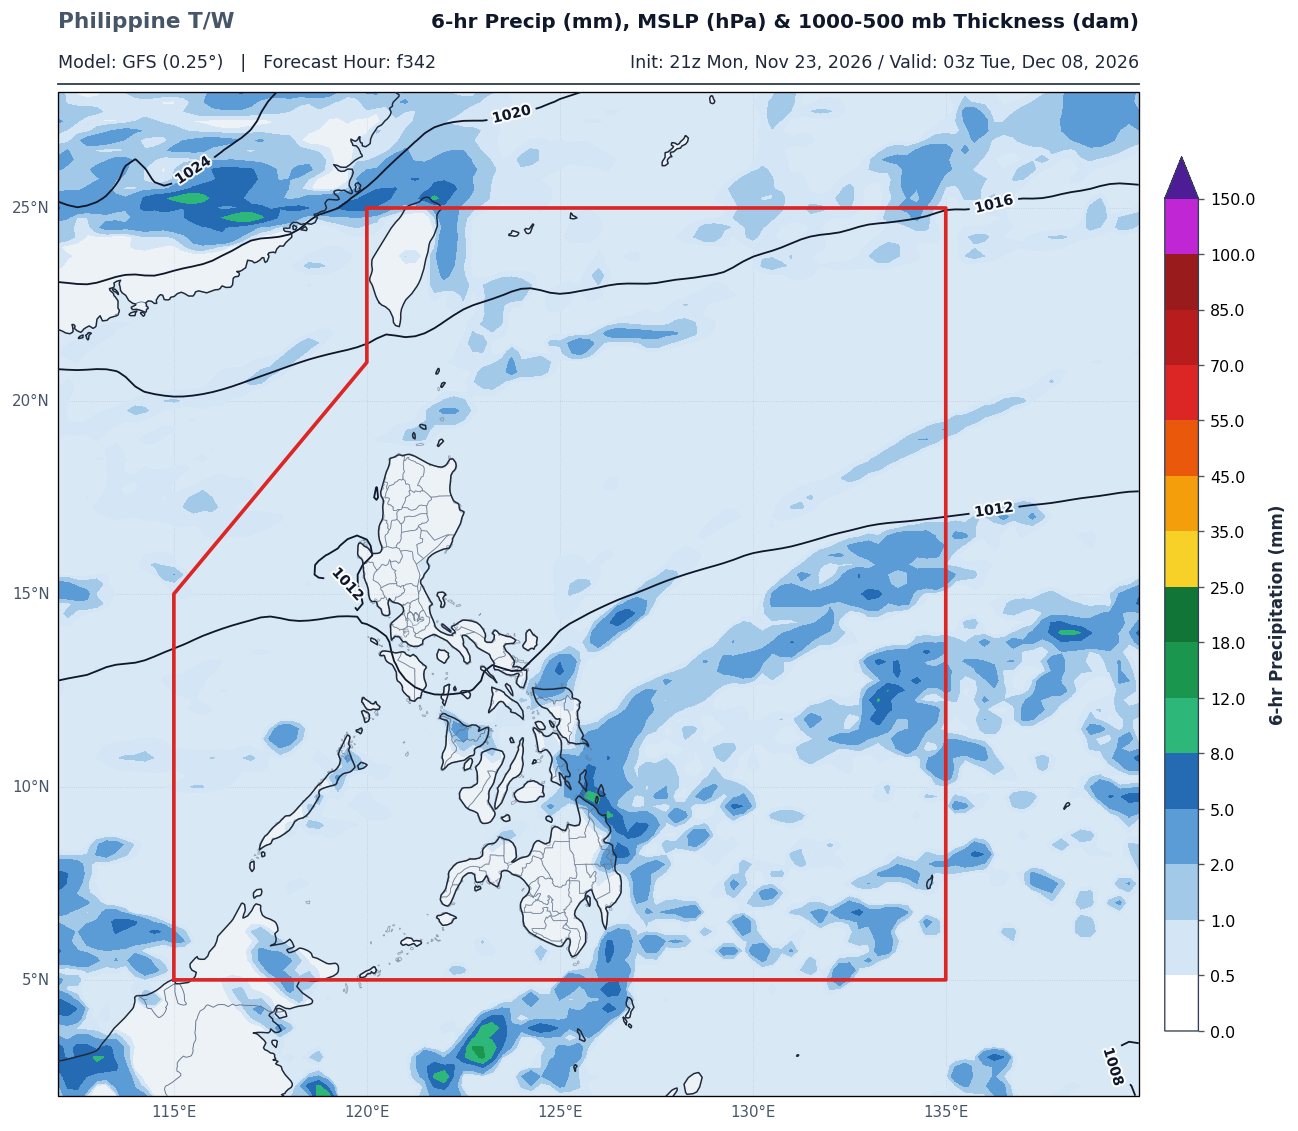 Philippine T/W
6-hr Precip (mm), MSLP (hPa) & 1000-500 mb Thickness (dam)
Model: GFS (0.25°) | Forecast Hour: f342
Init: 21z Mon, Nov 23, 2026 / Valid: 03z Tue, Dec 08, 2026
1020
1024
1016
1012
1012
1008
25°N
20°N
15°N
10°N
5°N
115°E
120°E
125°E
130°E
135°E
150.0
100.0
85.0
70.0
55.0
45.0
35.0
25.0
18.0
12.0
8.0
5.0
2.0
1.0
0.5
0.0
6-hr Precipitation (mm)